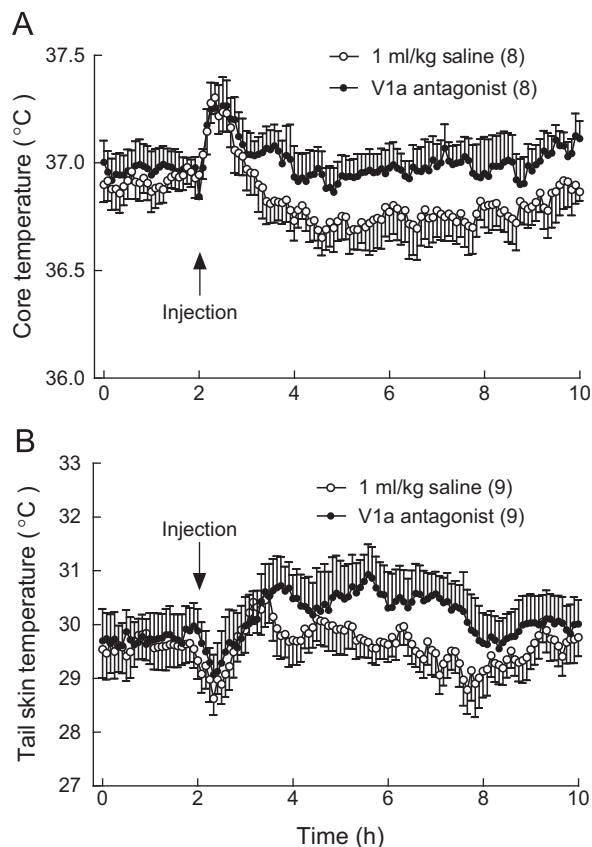 A
37.5
1 ml/kg saline (8)
V1a antagonist (8)
37.0
36.5
36.0
Core temperature (°C)
Injection
0 2 4 6 8 10
B
33
1 ml/kg saline (9)
V1a antagonist (9)
32
31
30
29
28
27
Tail skin temperature (°C)
Injection
0 2 4 6 8 10
Time (h)